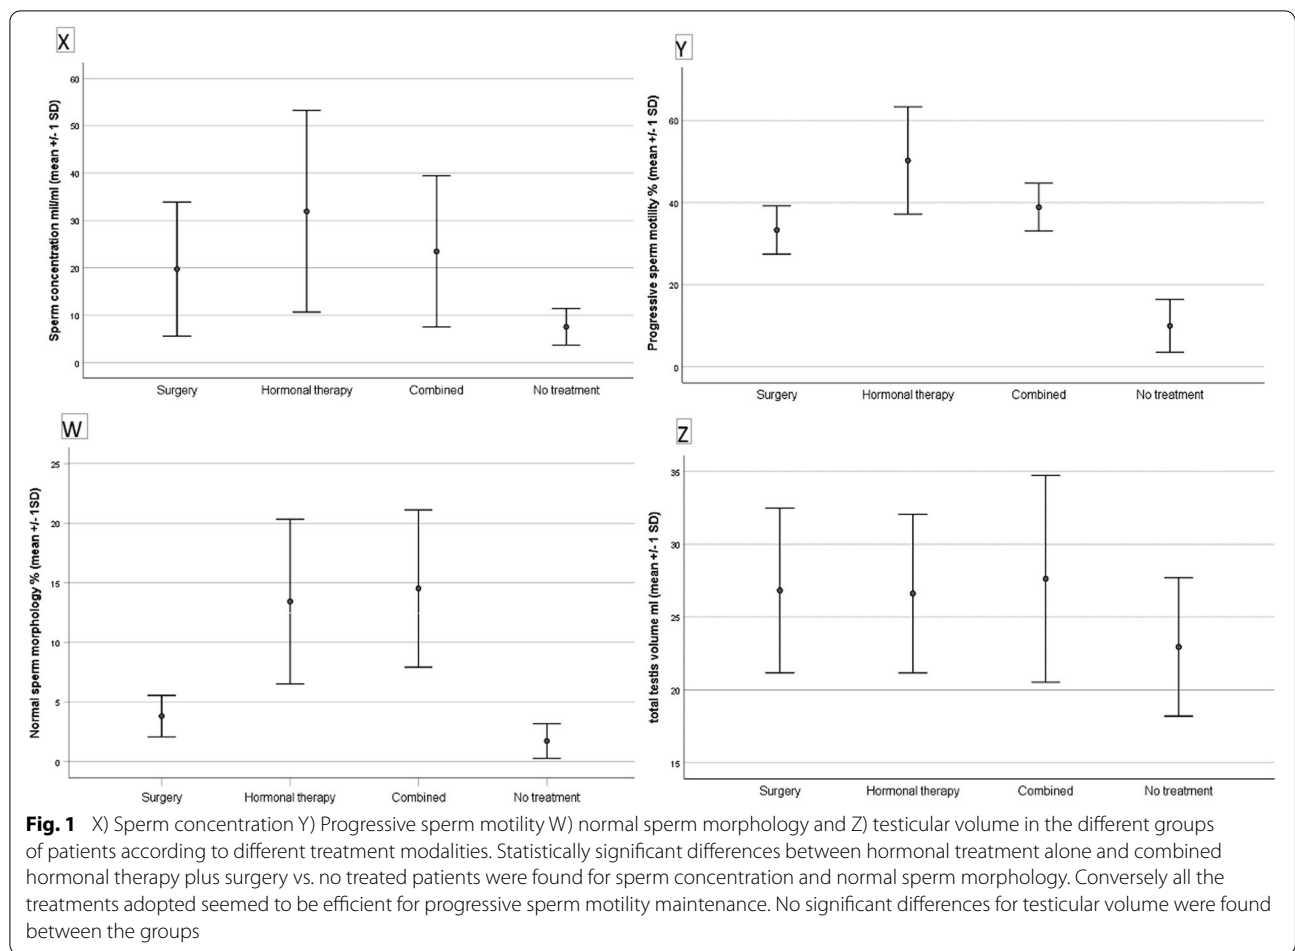 X
Sperm concentration mil/ml (mean +/- 1 SD)
60
50
40
30
20
10
0
Surgery Hormonal therapy Combined No treatment
Y
Progressive sperm motility % (mean +/- 1 SD)
60
40
20
0
Surgery Hormonal therapy Combined No treatment
W
Normal sperm morphology % (mean +/- 1SD)
25
20
15
10
5
0
Surgery Hormonal therapy Combined No treatment
Z
total testis volume ml (mean +/- 1 SD)
35
30
25
20
15
Surgery Hormonal therapy Combined No treatment
Fig. 1 X) Sperm concentration Y) Progressive sperm motility W) normal sperm morphology and Z) testicular volume in the different groups
of patients according to different treatment modalities. Statistically significant differences between hormonal treatment alone and combined
hormonal therapy plus surgery vs. no treated patients were found for sperm concentration and normal sperm morphology. Conversely all the
treatments adopted seemed to be efficient for progressive sperm motility maintenance. No significant differences for testicular volume were found
between the groups